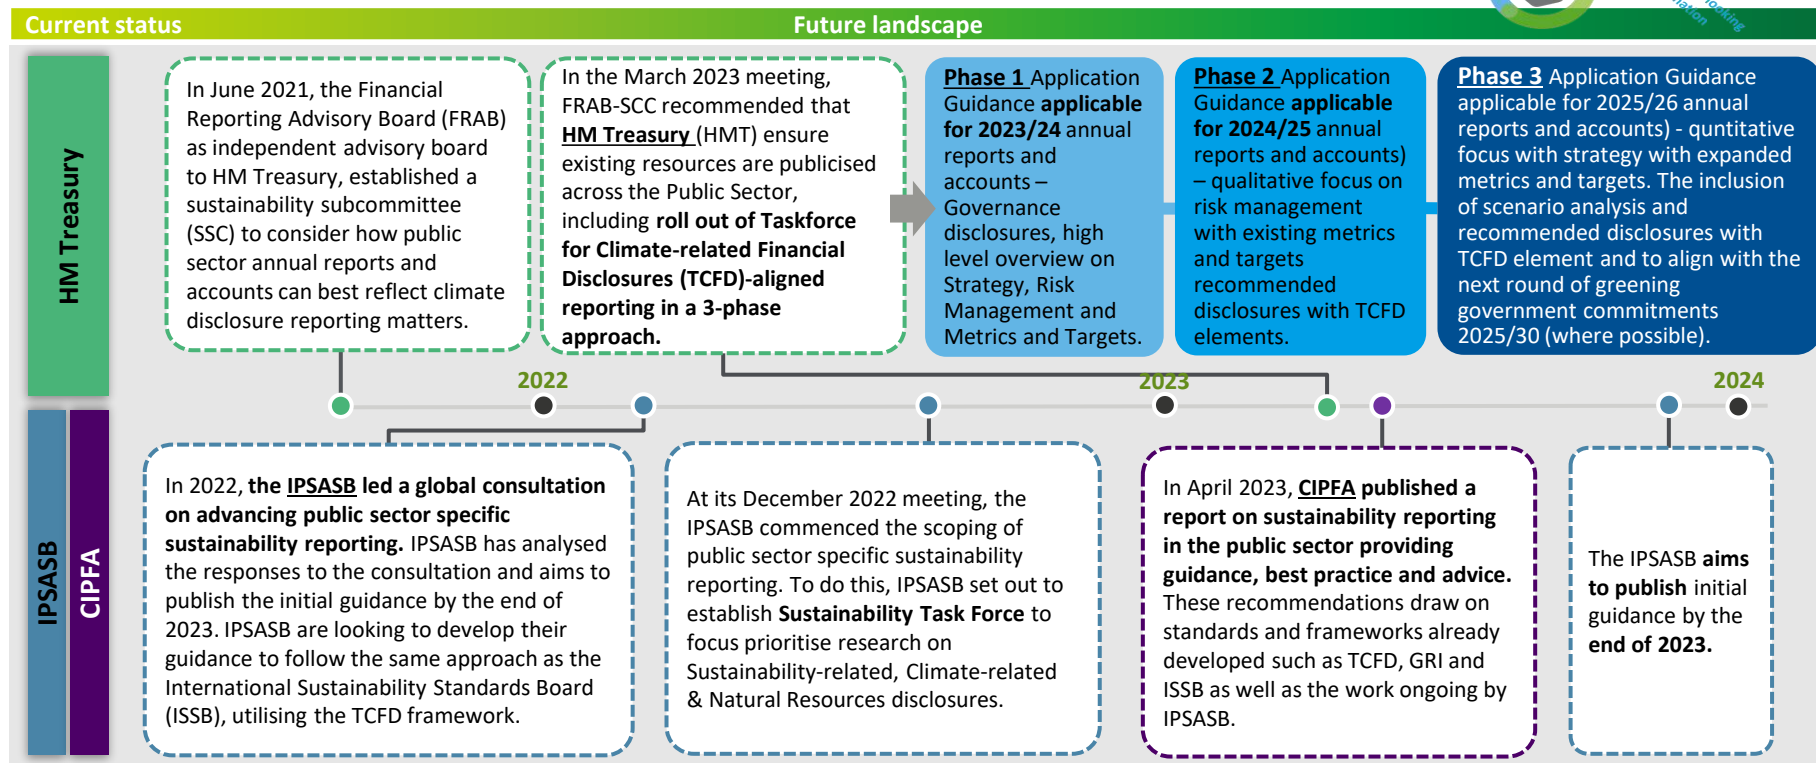 Current status
Future landscape
looking
HM Treasury
In June 2021, the Financial
Reporting Advisory Board (FRAB)
as independent advisory board
to HM Treasury, established a
sustainability subcommittee
(SSC) to consider how public
sector annual reports and
accounts can best reflect climate
disclosure reporting matters.
In the March 2023 meeting,
FRAB-SCC recommended that
HM Treasury (HMT) ensure
existing resources are publicised
across the Public Sector,
including roll out of Taskforce
for Climate-related Financial
Disclosures (TCFD)-aligned
reporting in a 3-phase
approach.
Phase 1 Application
Guidance applicable
for 2023/24 annual
reports and
accounts –
Governance
disclosures, high
level overview on
Strategy, Risk
Management and
Metrics and Targets.
Phase 2 Application
Guidance applicable
for 2024/25 annual
reports and accounts)
– qualitative focus on
risk management
with existing metrics
and targets
recommended
disclosures with TCFD
elements.
Phase 3 Application Guidance
applicable for 2025/26 annual
reports and accounts) - quntitative
focus with strategy with expanded
metrics and targets. The inclusion
of scenario analysis and
recommended disclosures with
TCFD element and to align with the
next round of greening
government commitments
2025/30 (where possible).
2022
2023
2024
IPSASB
CIPFA
In 2022, the IPSASB led a global consultation
on advancing public sector specific
sustainability reporting. IPSASB has analysed
the responses to the consultation and aims to
publish the initial guidance by the end of
2023. IPSASB are looking to develop their
guidance to follow the same approach as the
International Sustainability Standards Board
(ISSB), utilising the TCFD framework.
At its December 2022 meeting, the
IPSASB commenced the scoping of
public sector specific sustainability
reporting. To do this, IPSASB set out to
establish Sustainability Task Force to
focus prioritise research on
Sustainability-related, Climate-related
& Natural Resources disclosures.
In April 2023, CIPFA published a
report on sustainability reporting
in the public sector providing
guidance, best practice and advice.
These recommendations draw on
standards and frameworks already
developed such as TCFD, GRI and
ISSB as well as the work ongoing by
IPSASB.
The IPSASB aims
to publish initial
guidance by the
end of 2023.